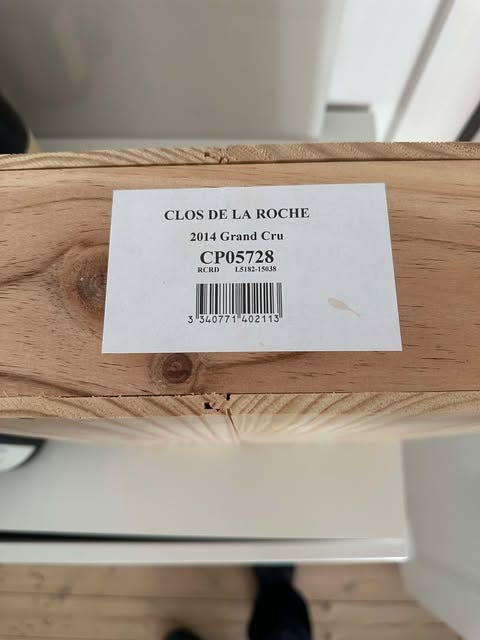 CLOS DE LA ROCHE
2014 Grand Cru
CP05728
RCRD L5182-15038
3 340771 402113